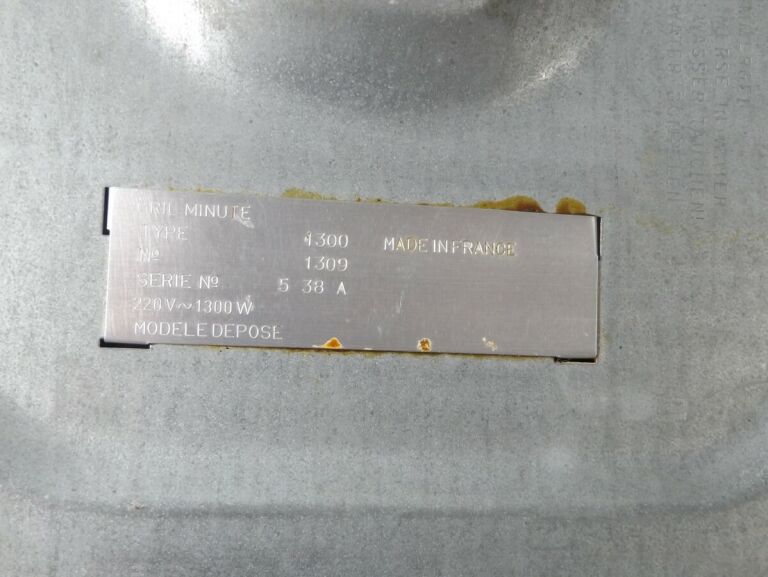 GRIL MINUTE
TYPE 1300 MADE IN FRANCE
Nº 1309
SERIE Nº 5 38 A
220 V ~ 1300 W
MODELE DEPOSE